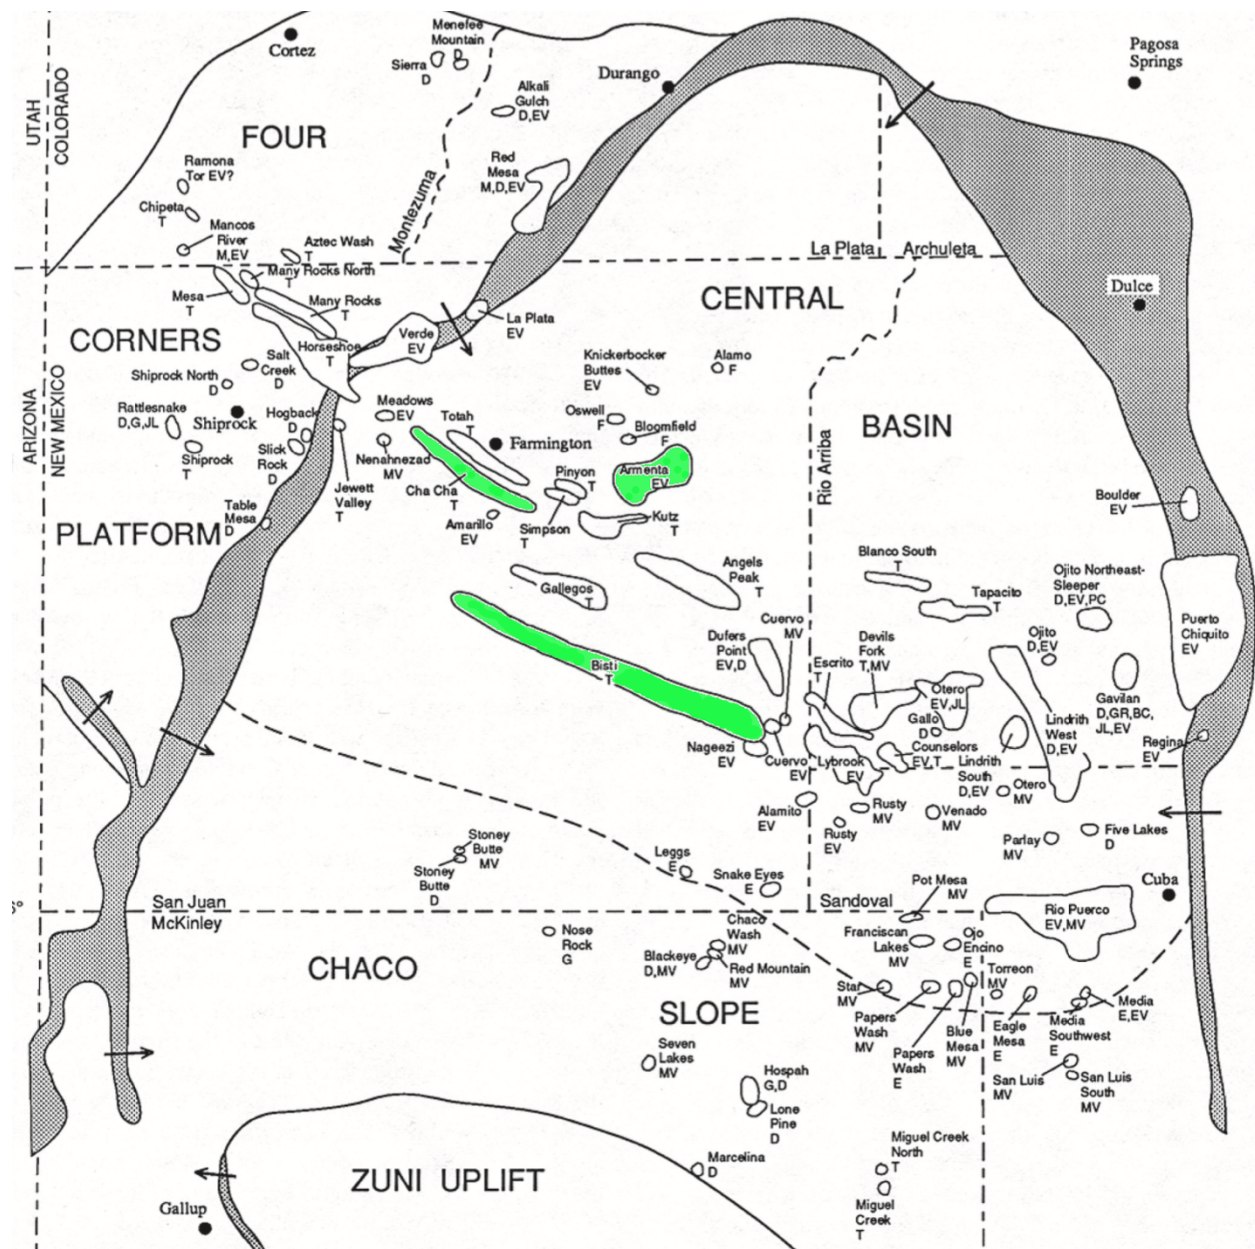 Cortez
Menefee
Mountain
D
Sierra
D
Durango
Pagosa
Springs
UTAH
COLORADO
FOUR
Alkali
Gulch
D,EV
Red
Mesa
M,D,EV
Ramona
Tor EV?
Chipeta
T
Mancos
River
M,EV
Aztec Wash
T
Montezuma
La Plata
Archuleta
Many Rocks North
T
Mesa
T
Many Rocks
T
CENTRAL
Dulce
CORNERS
Horseshoe
T
Verde
EV
La Plata
EV
Salt
Creek
D
Shiprock North
D
Knickerbocker
Buttes
EV
Alamo
F
ARIZONA
NEW MEXICO
Rattlesnake
D,G,JL
Shiprock
Hogback
D
Meadows
EV
Totah
T
Farmington
Oswell
F
Bloomfield
F
BASIN
Shiprock
T
Slick
Rock
D
Nenahnezad
MV
Armenta
EV
Pinyon
T
Rio Arriba
Jewett
Valley
T
Cha Cha
T
Table
Mesa
D
Amarillo
EV
Simpson
T
Kutz
T
Boulder
EV
PLATFORM
Blanco South
T
Angels
Peak
T
Gallegos
T
Tapacito
T
Ojito Northeast-
Sleeper
D,EV,PC
Cuervo
MV
Dufers
Point
EV,D
Puerto
Chiquito
EV
Devils
Fork
T,MV
Escrito
T
Ojito
D,EV
Bisti
T
Otero
EV,JL
Gallo
D
Lindrith
West
D,EV
Gavilan
D,GR,BC,
JL,EV
Nageezi
EV
Cuervo
EV
Lybrook
EV
Counselors
EV,T
Lindrith
South
D,EV
Regina
EV
Otero
MV
Alamito
EV
Rusty
MV
Rusty
EV
Venado
MV
Parlay
MV
Five Lakes
D
Stoney
Butte
MV
Stoney
Butte
D
Leggs
E
Snake Eyes
E
Pot Mesa
MV
Cuba
San Juan
McKinley
Sandoval
Rio Puerco
EV,MV
Nose
Rock
G
Chaco
Wash
MV
Blackeye
D,MV
Red Mountain
MV
Franciscan
Lakes
MV
Ojo
Encino
E
CHACO
Star
MV
Torreon
MV
Papers
Wash
MV
Papers
Wash
E
Blue
Mesa
MV
Eagle
Mesa
E
Media
Southwest
E
Media
E,EV
SLOPE
Seven
Lakes
MV
San Luis
MV
San Luis
South
MV
Hospah
G,D
Lone
Pine
D
Marcelina
D
Miguel Creek
North
T
Miguel
Creek
T
ZUNI UPLIFT
Gallup